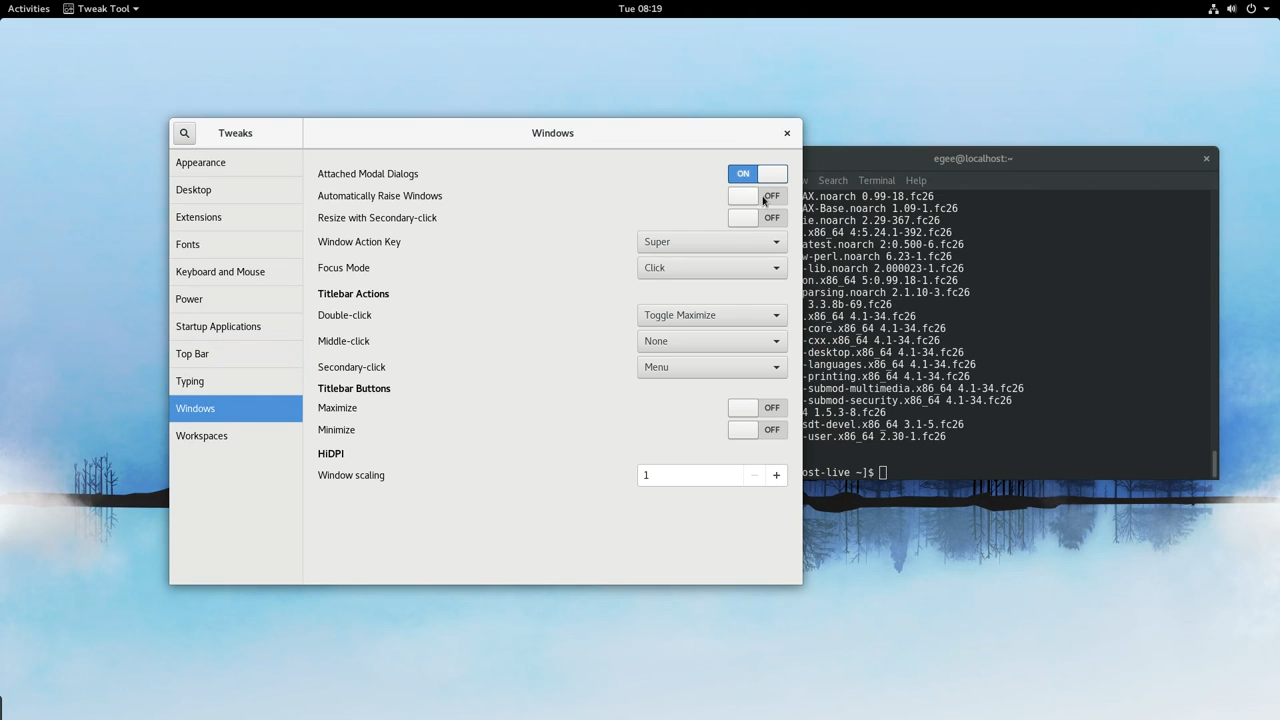 Activities Tweak Tool Tue 08:19
Tweaks Windows
Appearance
Desktop
Extensions
Fonts
Keyboard and Mouse
Power
Startup Applications
Top Bar
Typing
Windows
Workspaces
Attached Modal Dialogs ON
Automatically Raise Windows OFF
Resize with Secondary-click OFF
Window Action Key Super
Focus Mode Click
Titlebar Actions
Double-click Toggle Maximize
Middle-click None
Secondary-click Menu
Titlebar Buttons
Maximize OFF
Minimize OFF
HiDPI
Window scaling 1
egee@localhost:~
w Search Terminal Help
AX.noarch 0.99-18.fc26
AX-Base.noarch 1.09-1.fc26
ie.noarch 2.29-367.fc26
.x86_64 4:5.24.1-392.fc26
atest.noarch 2:0.500-6.fc26
w-perl.noarch 6.23-1.fc26
-lib.noarch 2.000023-1.fc26
on.x86_64 5:0.99.18-1.fc26
parsing.noarch 2.1.10-3.fc26
 3.3.8b-69.fc26
.x86_64 4.1-34.fc26
-core.x86_64 4.1-34.fc26
-cxx.x86_64 4.1-34.fc26
-desktop.x86_64 4.1-34.fc26
-languages.x86_64 4.1-34.fc26
-printing.x86_64 4.1-34.fc26
-submod-multimedia.x86_64 4.1-34.fc26
-submod-security.x86_64 4.1-34.fc26
4 1.5.3-8.fc26
sdt-devel.x86_64 3.1-5.fc26
-user.x86_64 2.30-1.fc26
ost-live ~]$